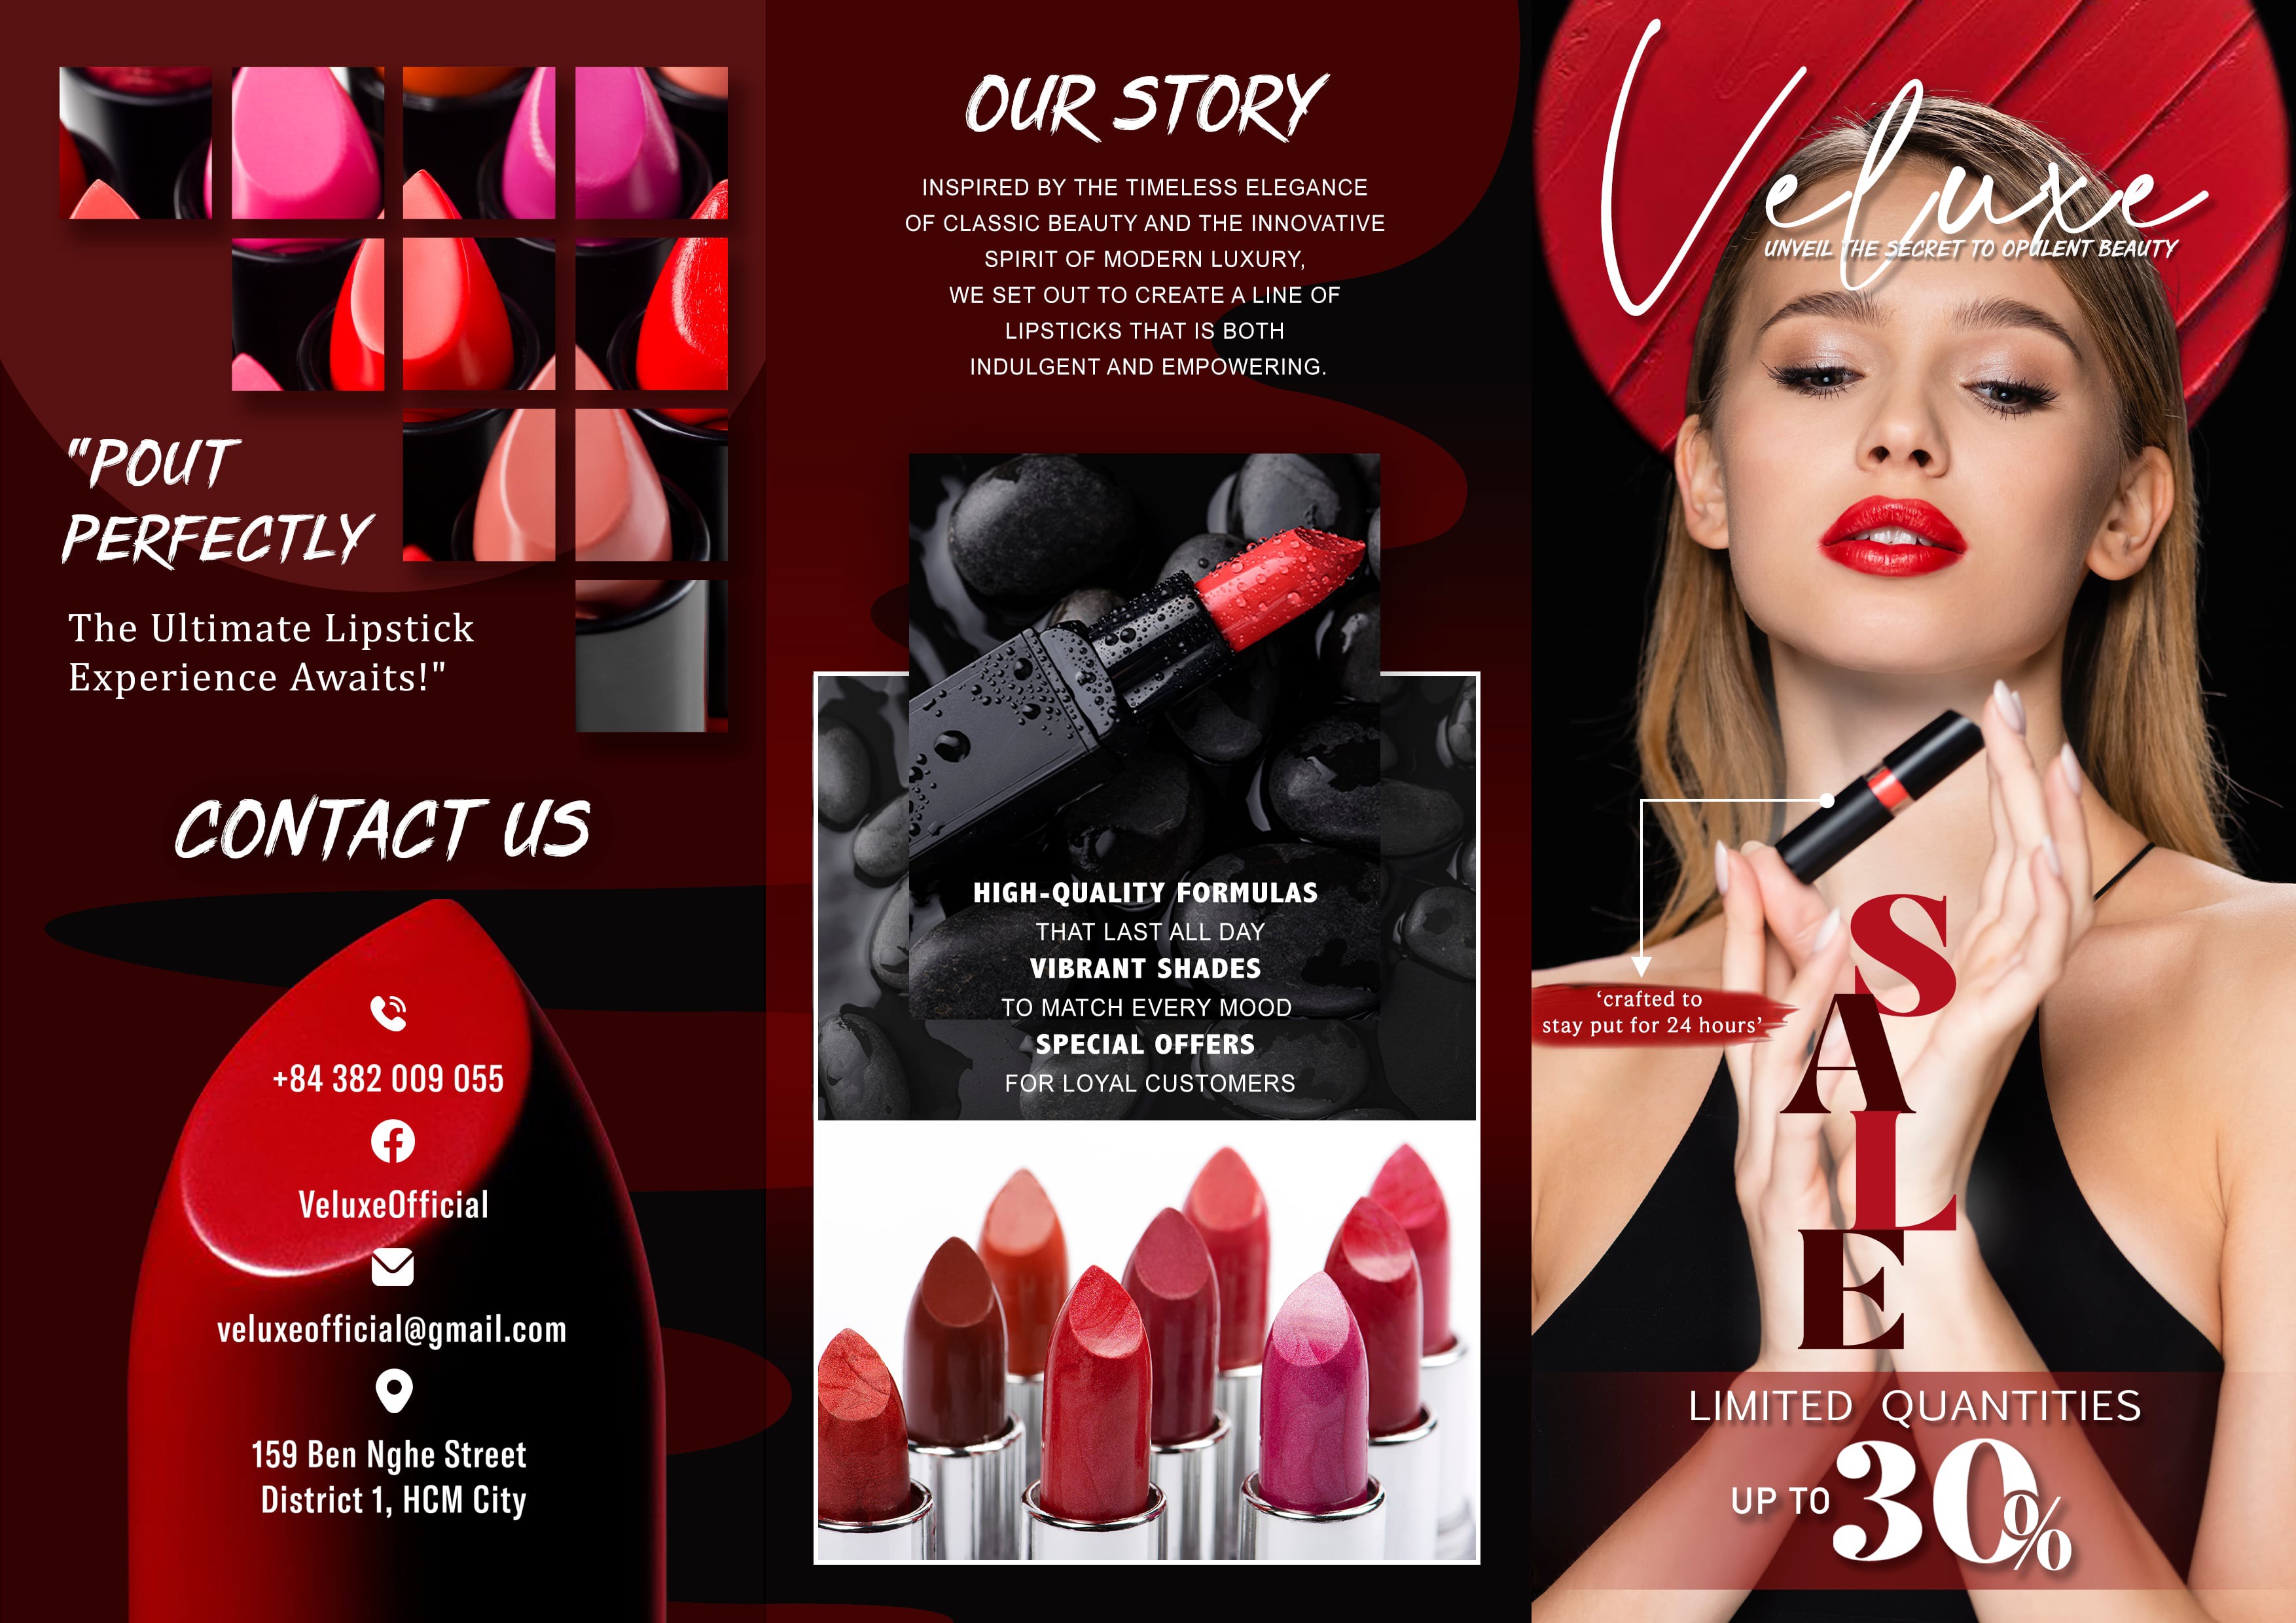 "POUT
PERFECTLY
The Ultimate Lipstick
Experience Awaits!"
CONTACT US
+84 382 009 055
VeluxeOfficial
veluxeofficial@gmail.com
159 Ben Nghe Street
District 1, HCM City
OUR STORY
INSPIRED BY THE TIMELESS ELEGANCE
OF CLASSIC BEAUTY AND THE INNOVATIVE
SPIRIT OF MODERN LUXURY,
WE SET OUT TO CREATE A LINE OF
LIPSTICKS THAT IS BOTH
INDULGENT AND EMPOWERING.
HIGH-QUALITY FORMULAS
THAT LAST ALL DAY
VIBRANT SHADES
TO MATCH EVERY MOOD
SPECIAL OFFERS
FOR LOYAL CUSTOMERS
Veluxe
UNVEIL THE SECRET TO OPULENT BEAUTY
‘crafted to
stay put for 24 hours’
SALE
LIMITED QUANTITIES
UP TO 30%